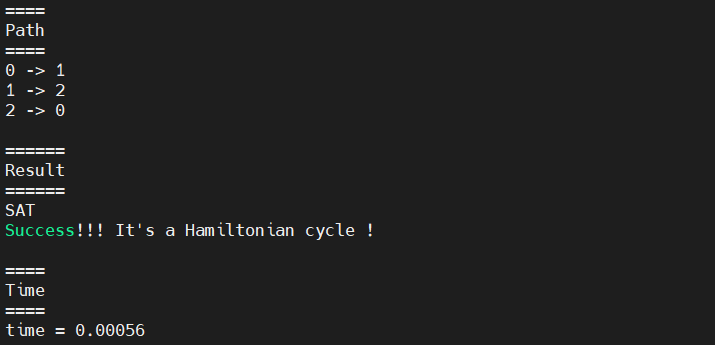 ====
Path
====
0 -> 1
1 -> 2
2 -> 0
======
Result
======
SAT
Success!!! It's a Hamiltonian cycle !
====
Time
====
time = 0.00056